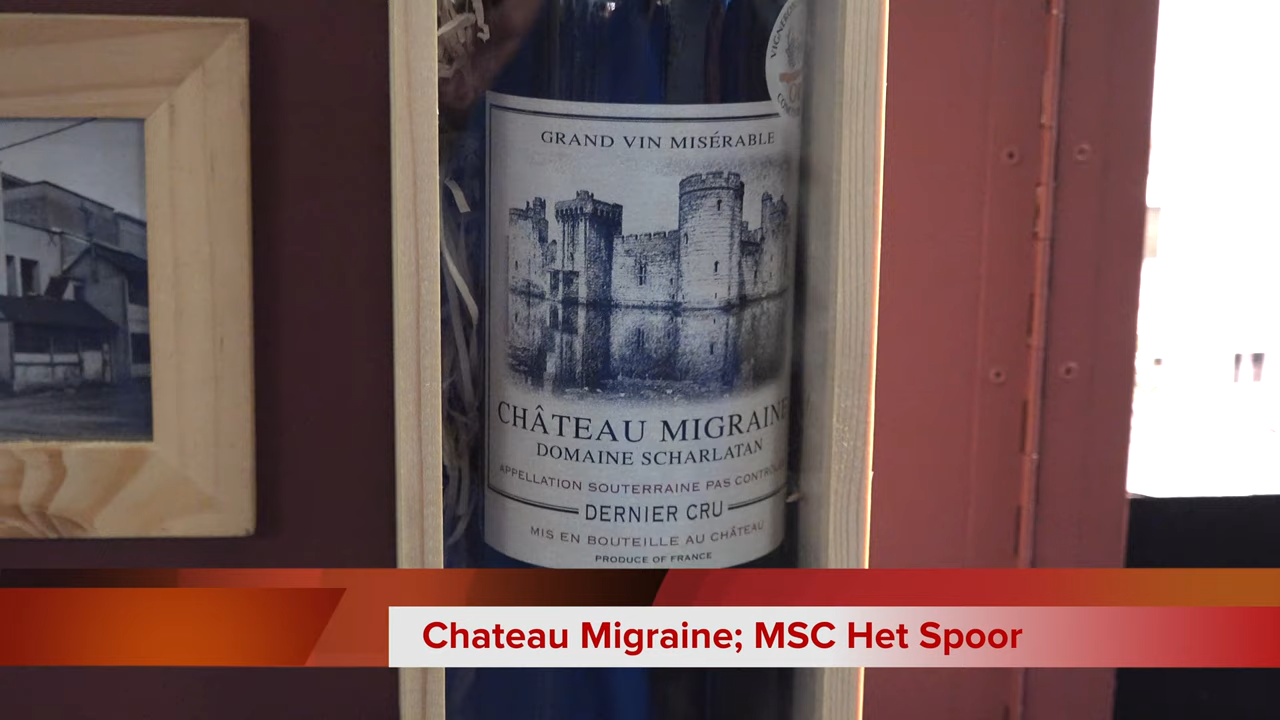 GRAND VIN MISÉRABLE
CHÂTEAU MIGRAINE
DOMAINE SCHARLATAN
APPELLATION SOUTERRAINE PAS
DERNIER CRU
MIS EN BOUTEILLE AU CHÂTEAU
PRODUCE OF FRANCE
Chateau Migraine; MSC Het Spoor